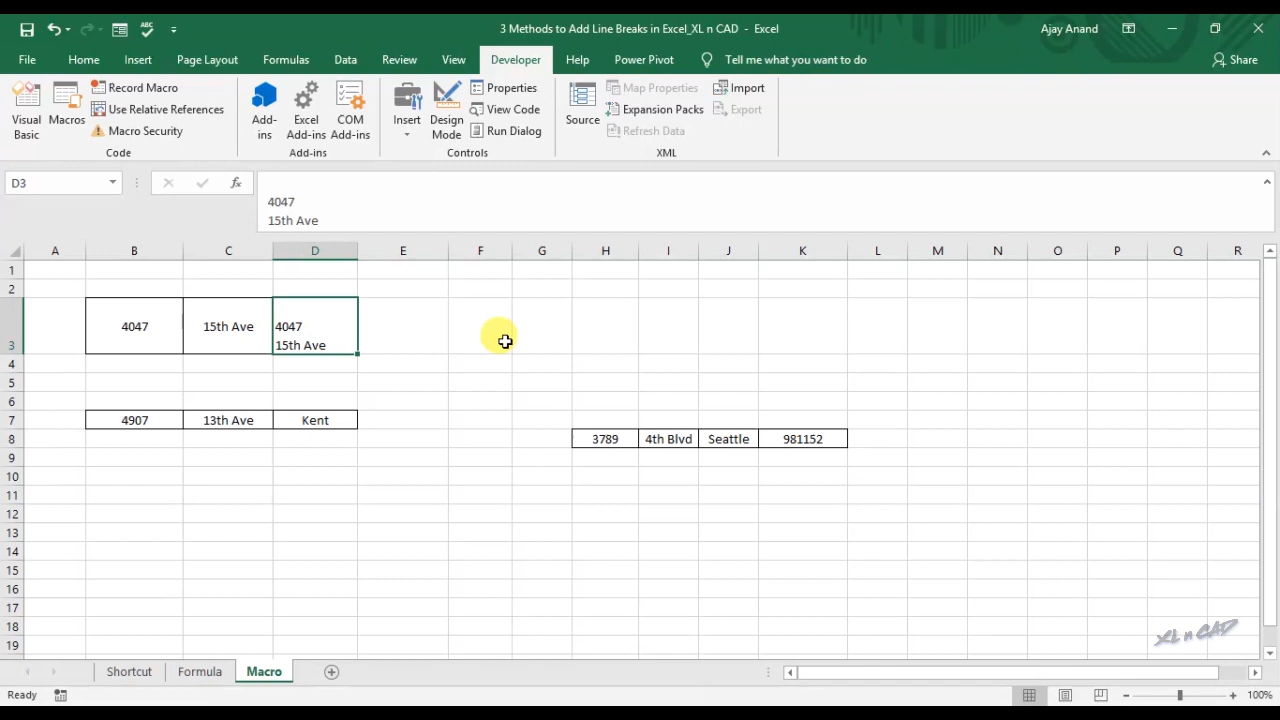 3 Methods to Add Line Breaks in Excel_XL n CAD - Excel
Ajay Anand
File Home Insert Page Layout Formulas Data Review View Developer Help Power Pivot Tell me what you want to do Share
Visual Basic
Macros
Record Macro
Use Relative References
Macro Security
Code
Add-ins
Excel Add-ins
COM Add-ins
Add-ins
Insert
Design Mode
Properties
View Code
Run Dialog
Controls
Source
Map Properties
Expansion Packs
Refresh Data
Import
Export
XML
D3
fx
4047
15th Ave
A B C D E F G H I J K L M N O P Q R
1
2
3 4047 15th Ave 4047
15th Ave
4
5
6
7 4907 13th Ave Kent
8 3789 4th Blvd Seattle 981152
9
10
11
12
13
14
15
16
17
18
19
XL n CAD
Shortcut Formula Macro
Ready
100%